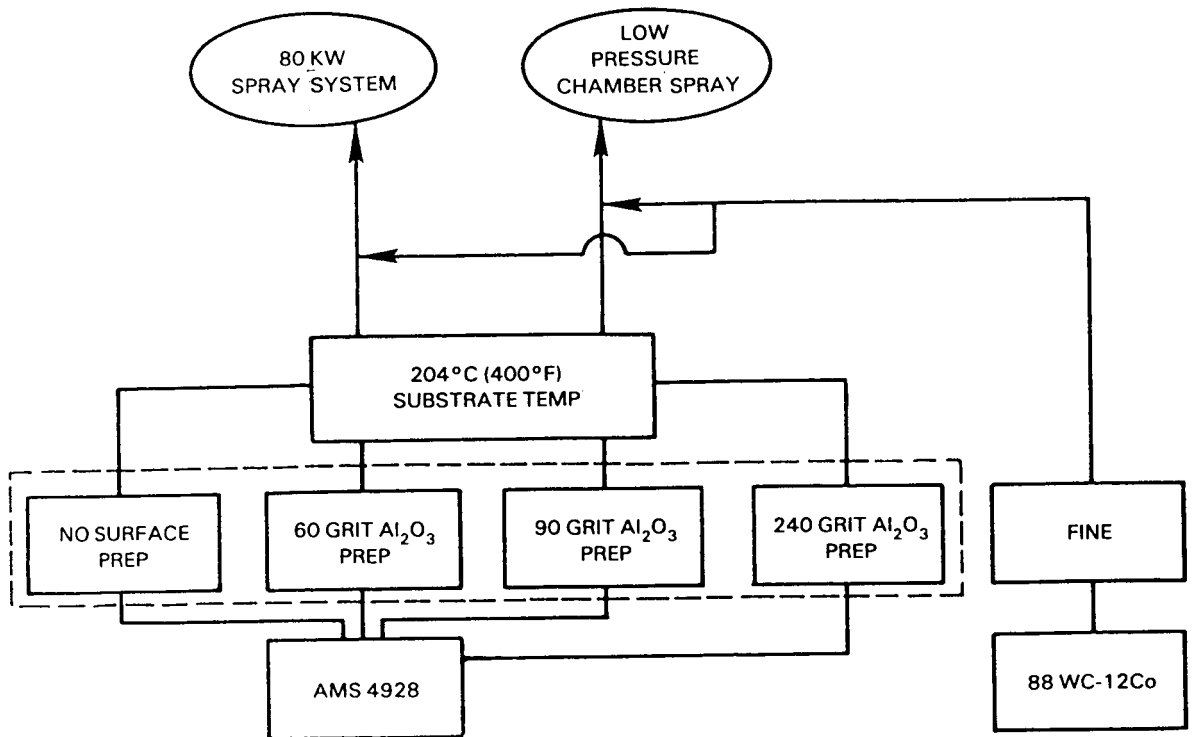 80 KW
SPRAY SYSTEM
LOW
PRESSURE
CHAMBER SPRAY
204°C (400°F)
SUBSTRATE TEMP
NO SURFACE
PREP
60 GRIT Al₂O₃
PREP
90 GRIT Al₂O₃
PREP
240 GRIT Al₂O₃
PREP
FINE
AMS 4928
88 WC-12Co